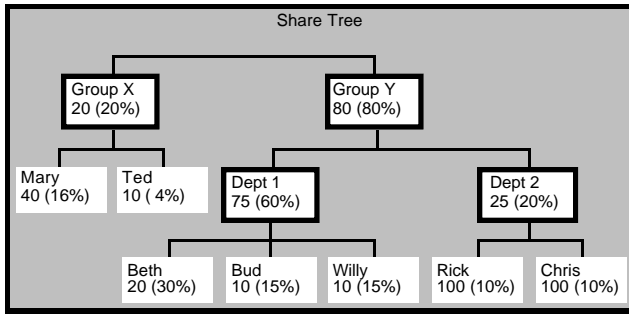 Share Tree
Group X
20 (20%)
Group Y
80 (80%)
Mary
40 (16%)
Ted
10 ( 4%)
Dept 1
75 (60%)
Dept 2
25 (20%)
Beth
20 (30%)
Bud
10 (15%)
Willy
10 (15%)
Rick
100 (10%)
Chris
100 (10%)